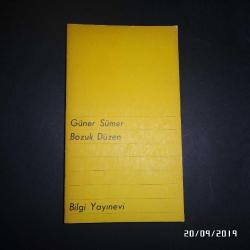 Güner Sümer
Bozuk Düzen
Bilgi Yayınevi
20/09/2019